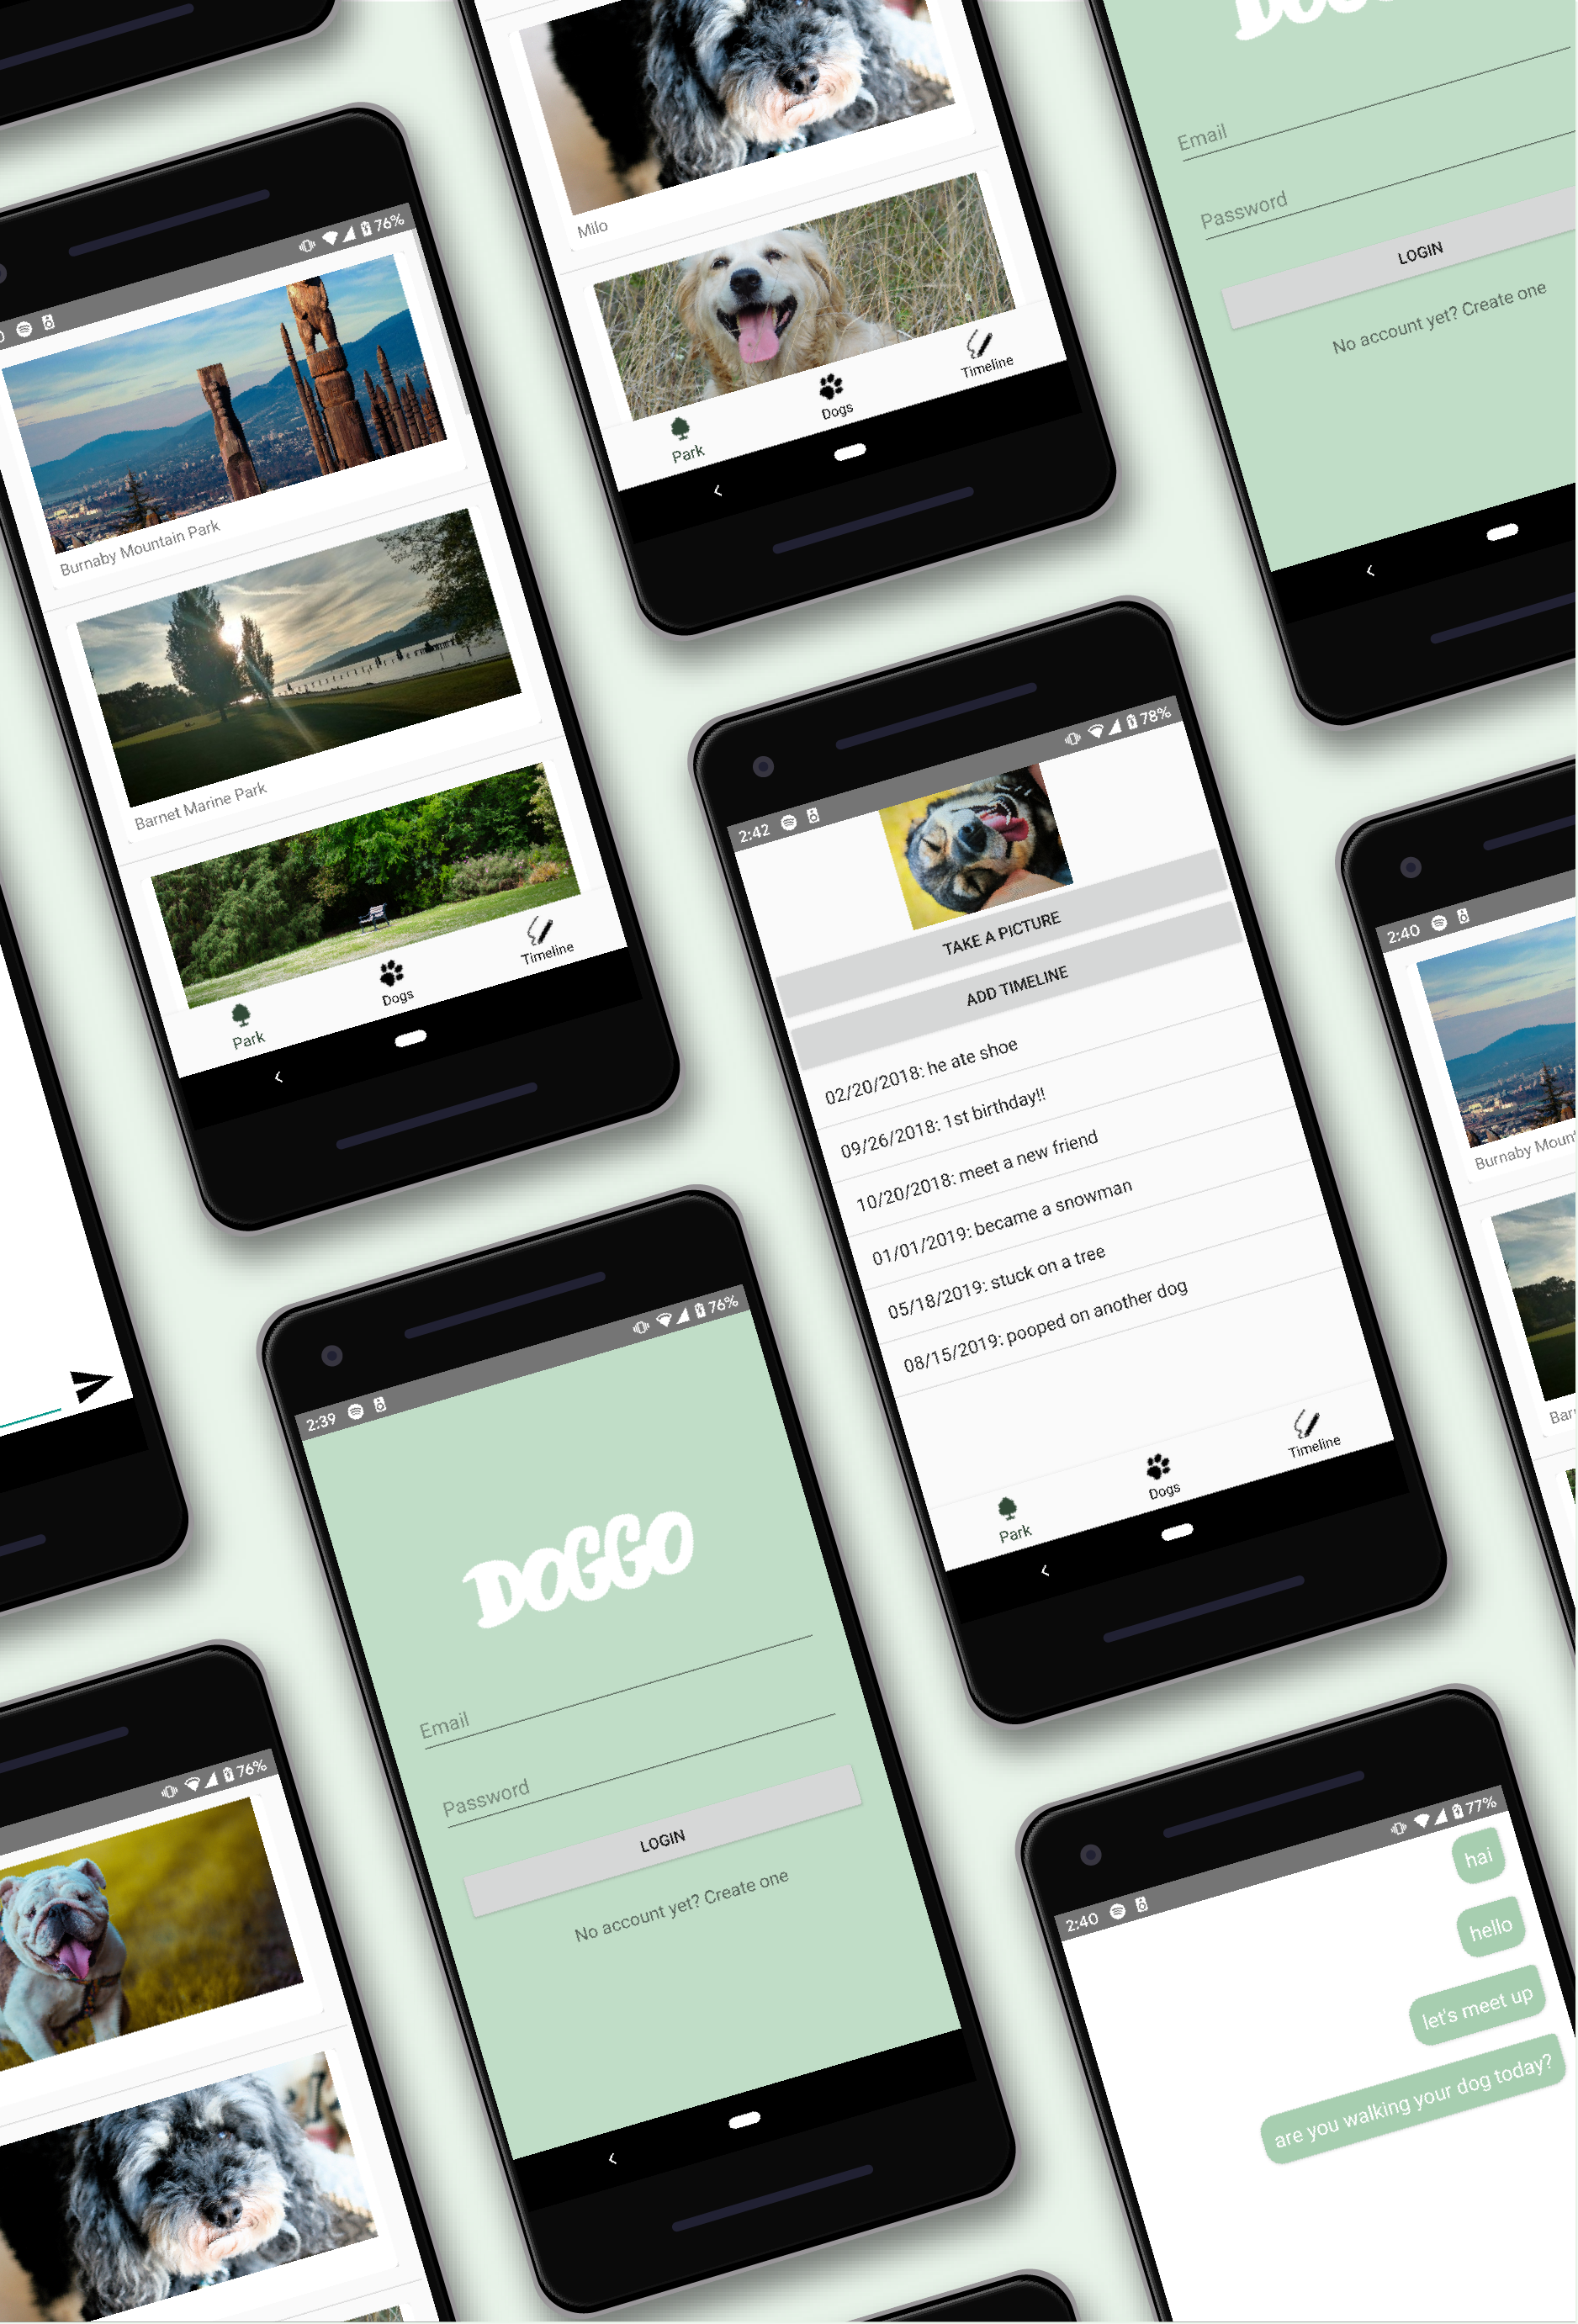 Milo
Park
Dogs
Timeline
Email
Password
LOGIN
No account yet? Create one
76%
Burnaby Mountain Park
Barnet Marine Park
Park
Dogs
Timeline
2:42
78%
TAKE A PICTURE
ADD TIMELINE
02/20/2018: he ate shoe
09/26/2018: 1st birthday!!
10/20/2018: meet a new friend
01/01/2019: became a snowman
05/18/2019: stuck on a tree
08/15/2019: pooped on another dog
Park
Dogs
Timeline
2:40
Burnaby
2:39
76%
DOGGO
Email
Password
LOGIN
No account yet? Create one
76%
2:40
77%
hai
hello
let's meet up
are you walking your dog today?